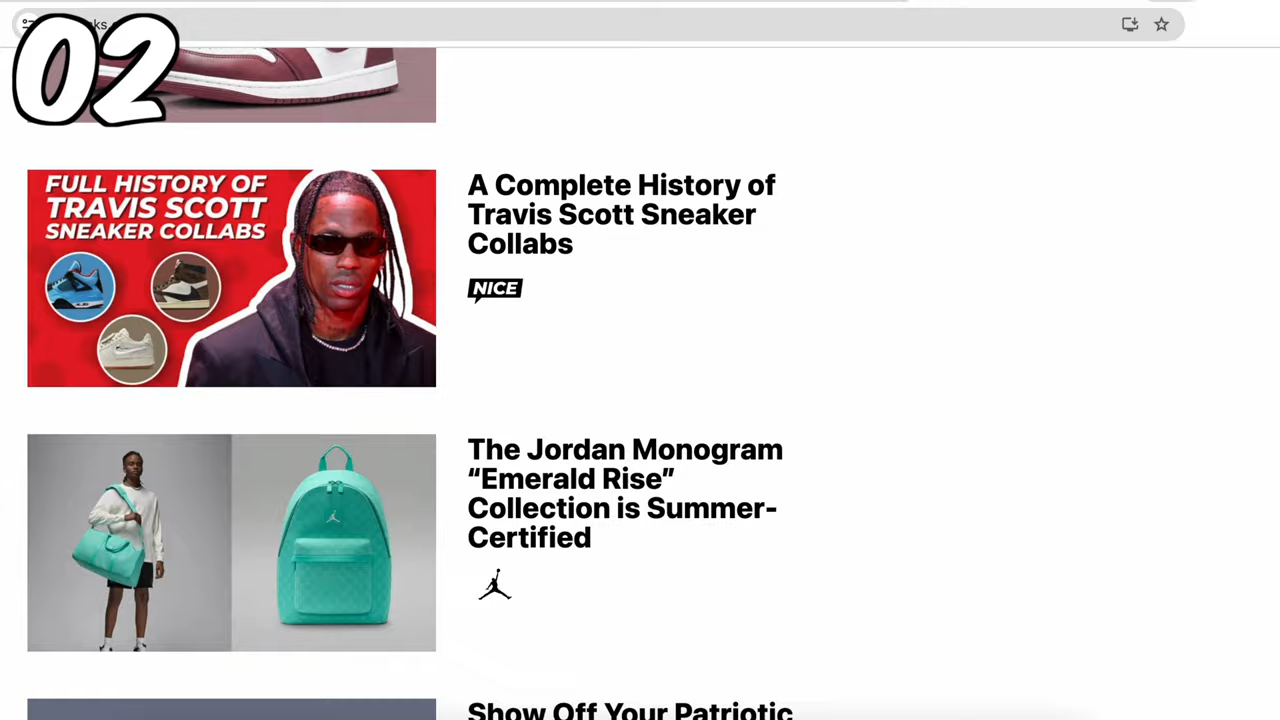 02
ks
FULL HISTORY OF
TRAVIS SCOTT
SNEAKER COLLABS
A Complete History of
Travis Scott Sneaker
Collabs
NICE
The Jordan Monogram
“Emerald Rise”
Collection is Summer-
Certified
Show Off Your Patriotic